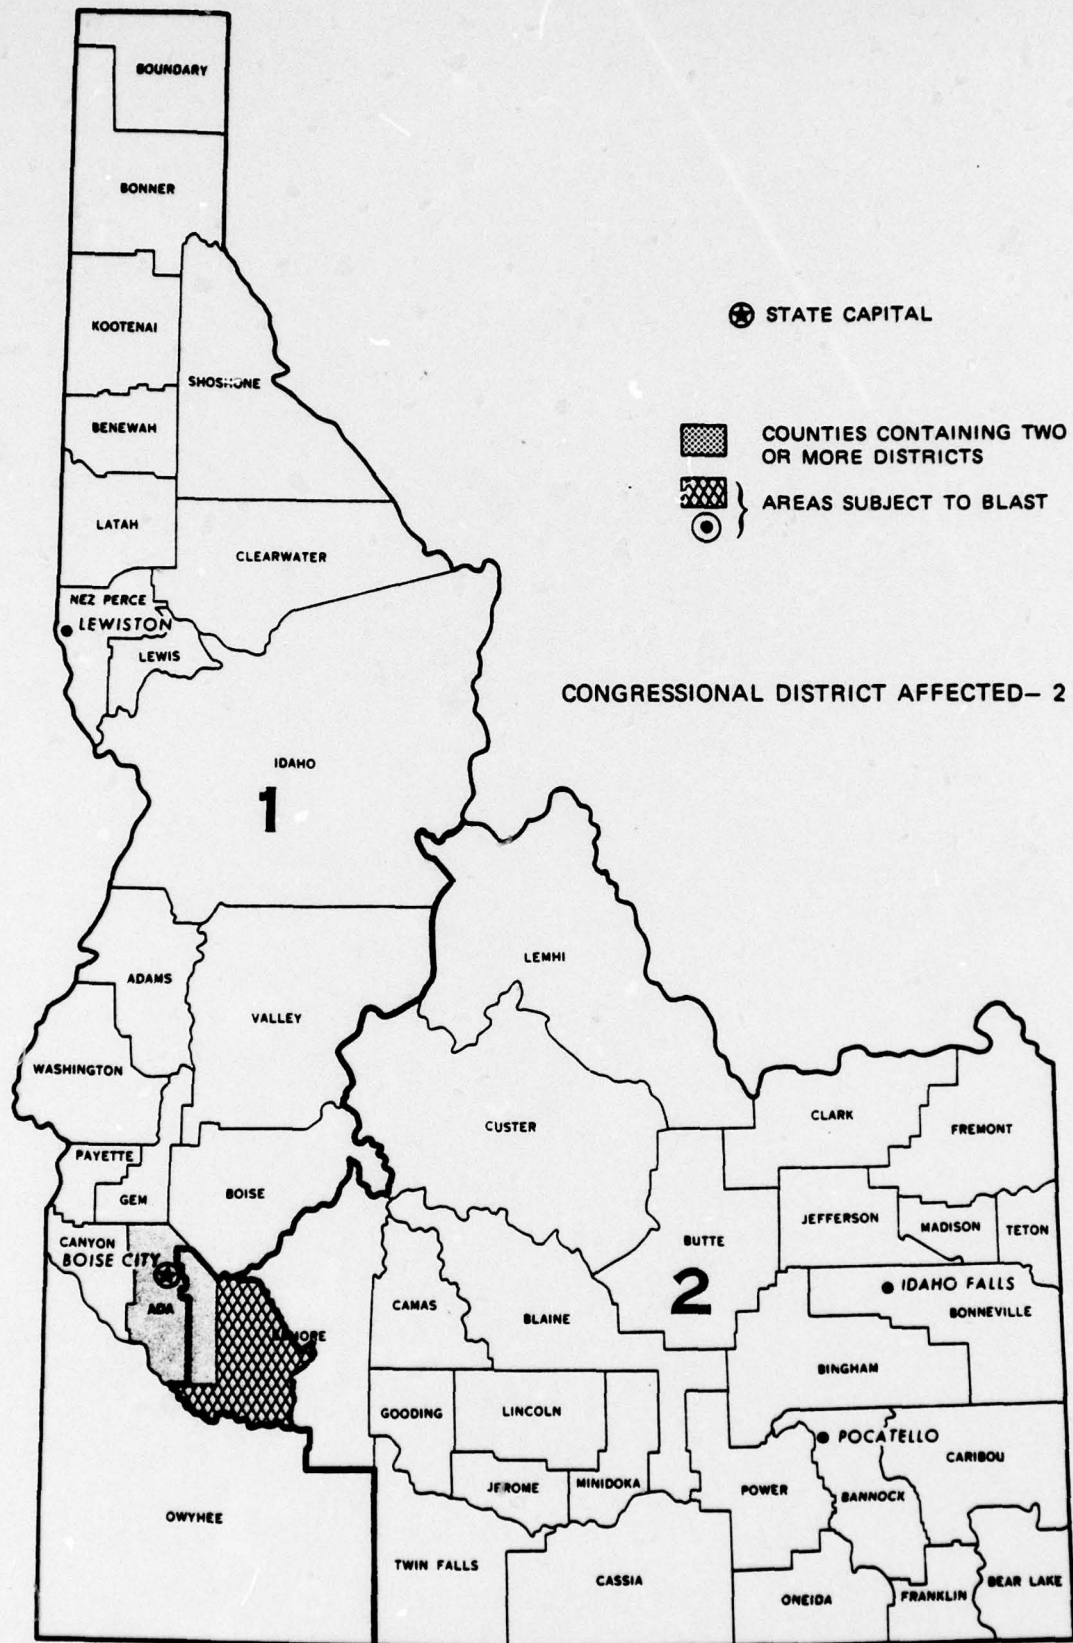 BOUNDARY
BONNER
KOOTENAI
SHOSHONE
BENEWAH
LATAH
CLEARWATER
NEZ PERCE
LEWISTON
LEWIS
IDAHO
1
STATE CAPITAL
COUNTIES CONTAINING TWO
OR MORE DISTRICTS
AREAS SUBJECT TO BLAST
CONGRESSIONAL DISTRICT AFFECTED– 2
LEMHI
ADAMS
VALLEY
WASHINGTON
CUSTER
CLARK
FREMONT
PAYETTE
GEM
BOISE
BUTTE
JEFFERSON
MADISON
TETON
CANYON
BOISE CITY
ADA
CAMAS
BLAINE
2
IDAHO FALLS
BONNEVILLE
BINGHAM
GOODING
LINCOLN
POCATELLO
CARIBOU
JEROME
MINIDOKA
POWER
BANNOCK
OWYHEE
TWIN FALLS
CASSIA
ONEIDA
FRANKLIN
BEAR LAKE